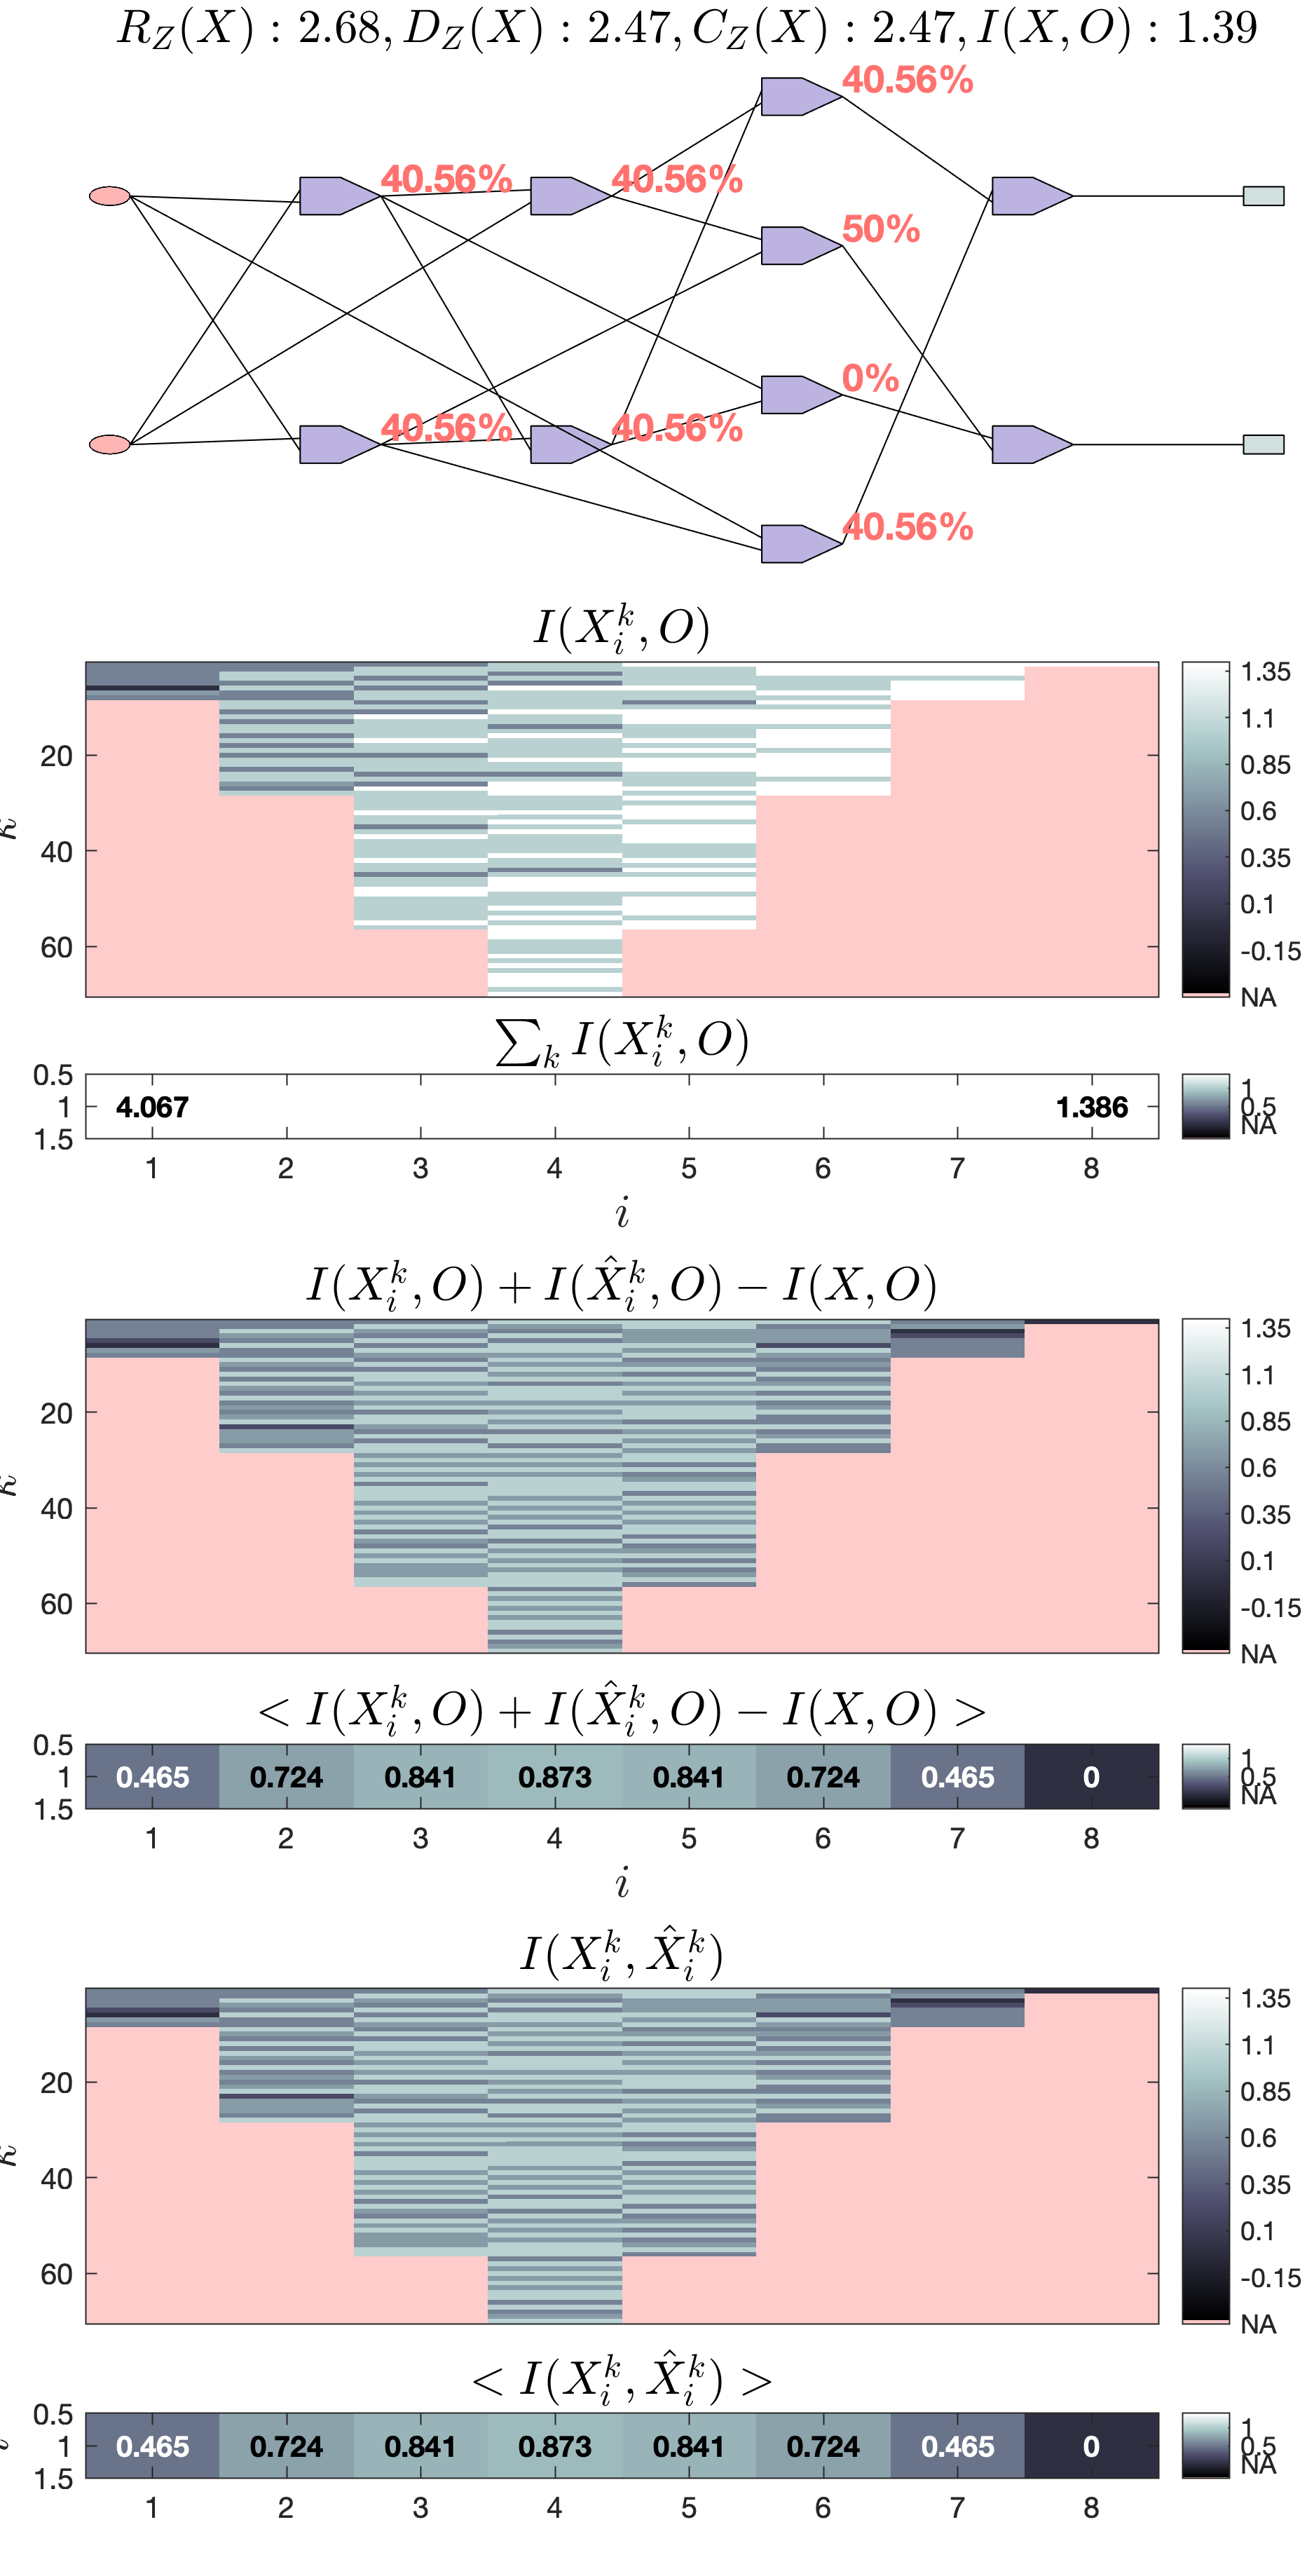 R_Z(X) : 2.68, D_Z(X) : 2.47, C_Z(X) : 2.47, I(X, O) : 1.39
40.56%
40.56% 40.56%
50%
0%
40.56% 40.56%
40.56%
I(X_i^k, O)
20
40
60
k
1.35
1.1
0.85
0.6
0.35
0.1
-0.15
NA
∑_k I(X_i^k, O)
0.5
1
1.5
4.067 1.386
1
0.5
NA
1 2 3 4 5 6 7 8
i
I(X_i^k, O) + I(X̂_i^k, O) − I(X, O)
20
40
60
k
1.35
1.1
0.85
0.6
0.35
0.1
-0.15
NA
< I(X_i^k, O) + I(X̂_i^k, O) − I(X, O) >
0.5
1
1.5
0.465 0.724 0.841 0.873 0.841 0.724 0.465 0
1
0.5
NA
1 2 3 4 5 6 7 8
i
I(X_i^k, X̂_i^k)
20
40
60
k
1.35
1.1
0.85
0.6
0.35
0.1
-0.15
NA
< I(X_i^k, X̂_i^k) >
0.5
1
1.5
0.465 0.724 0.841 0.873 0.841 0.724 0.465 0
1
0.5
NA
1 2 3 4 5 6 7 8